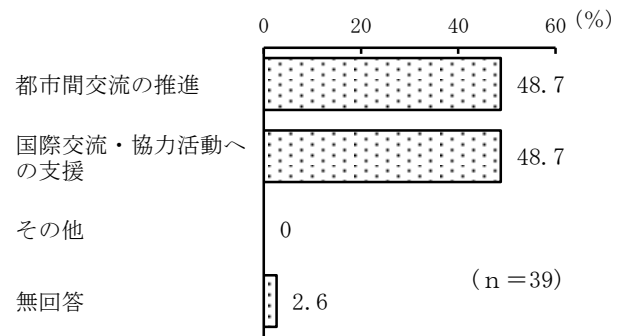 0 20 40 60 (%)
都市間交流の推進 48.7
国際交流・協力活動へ
の支援 48.7
その他 0
(n=39)
無回答 2.6